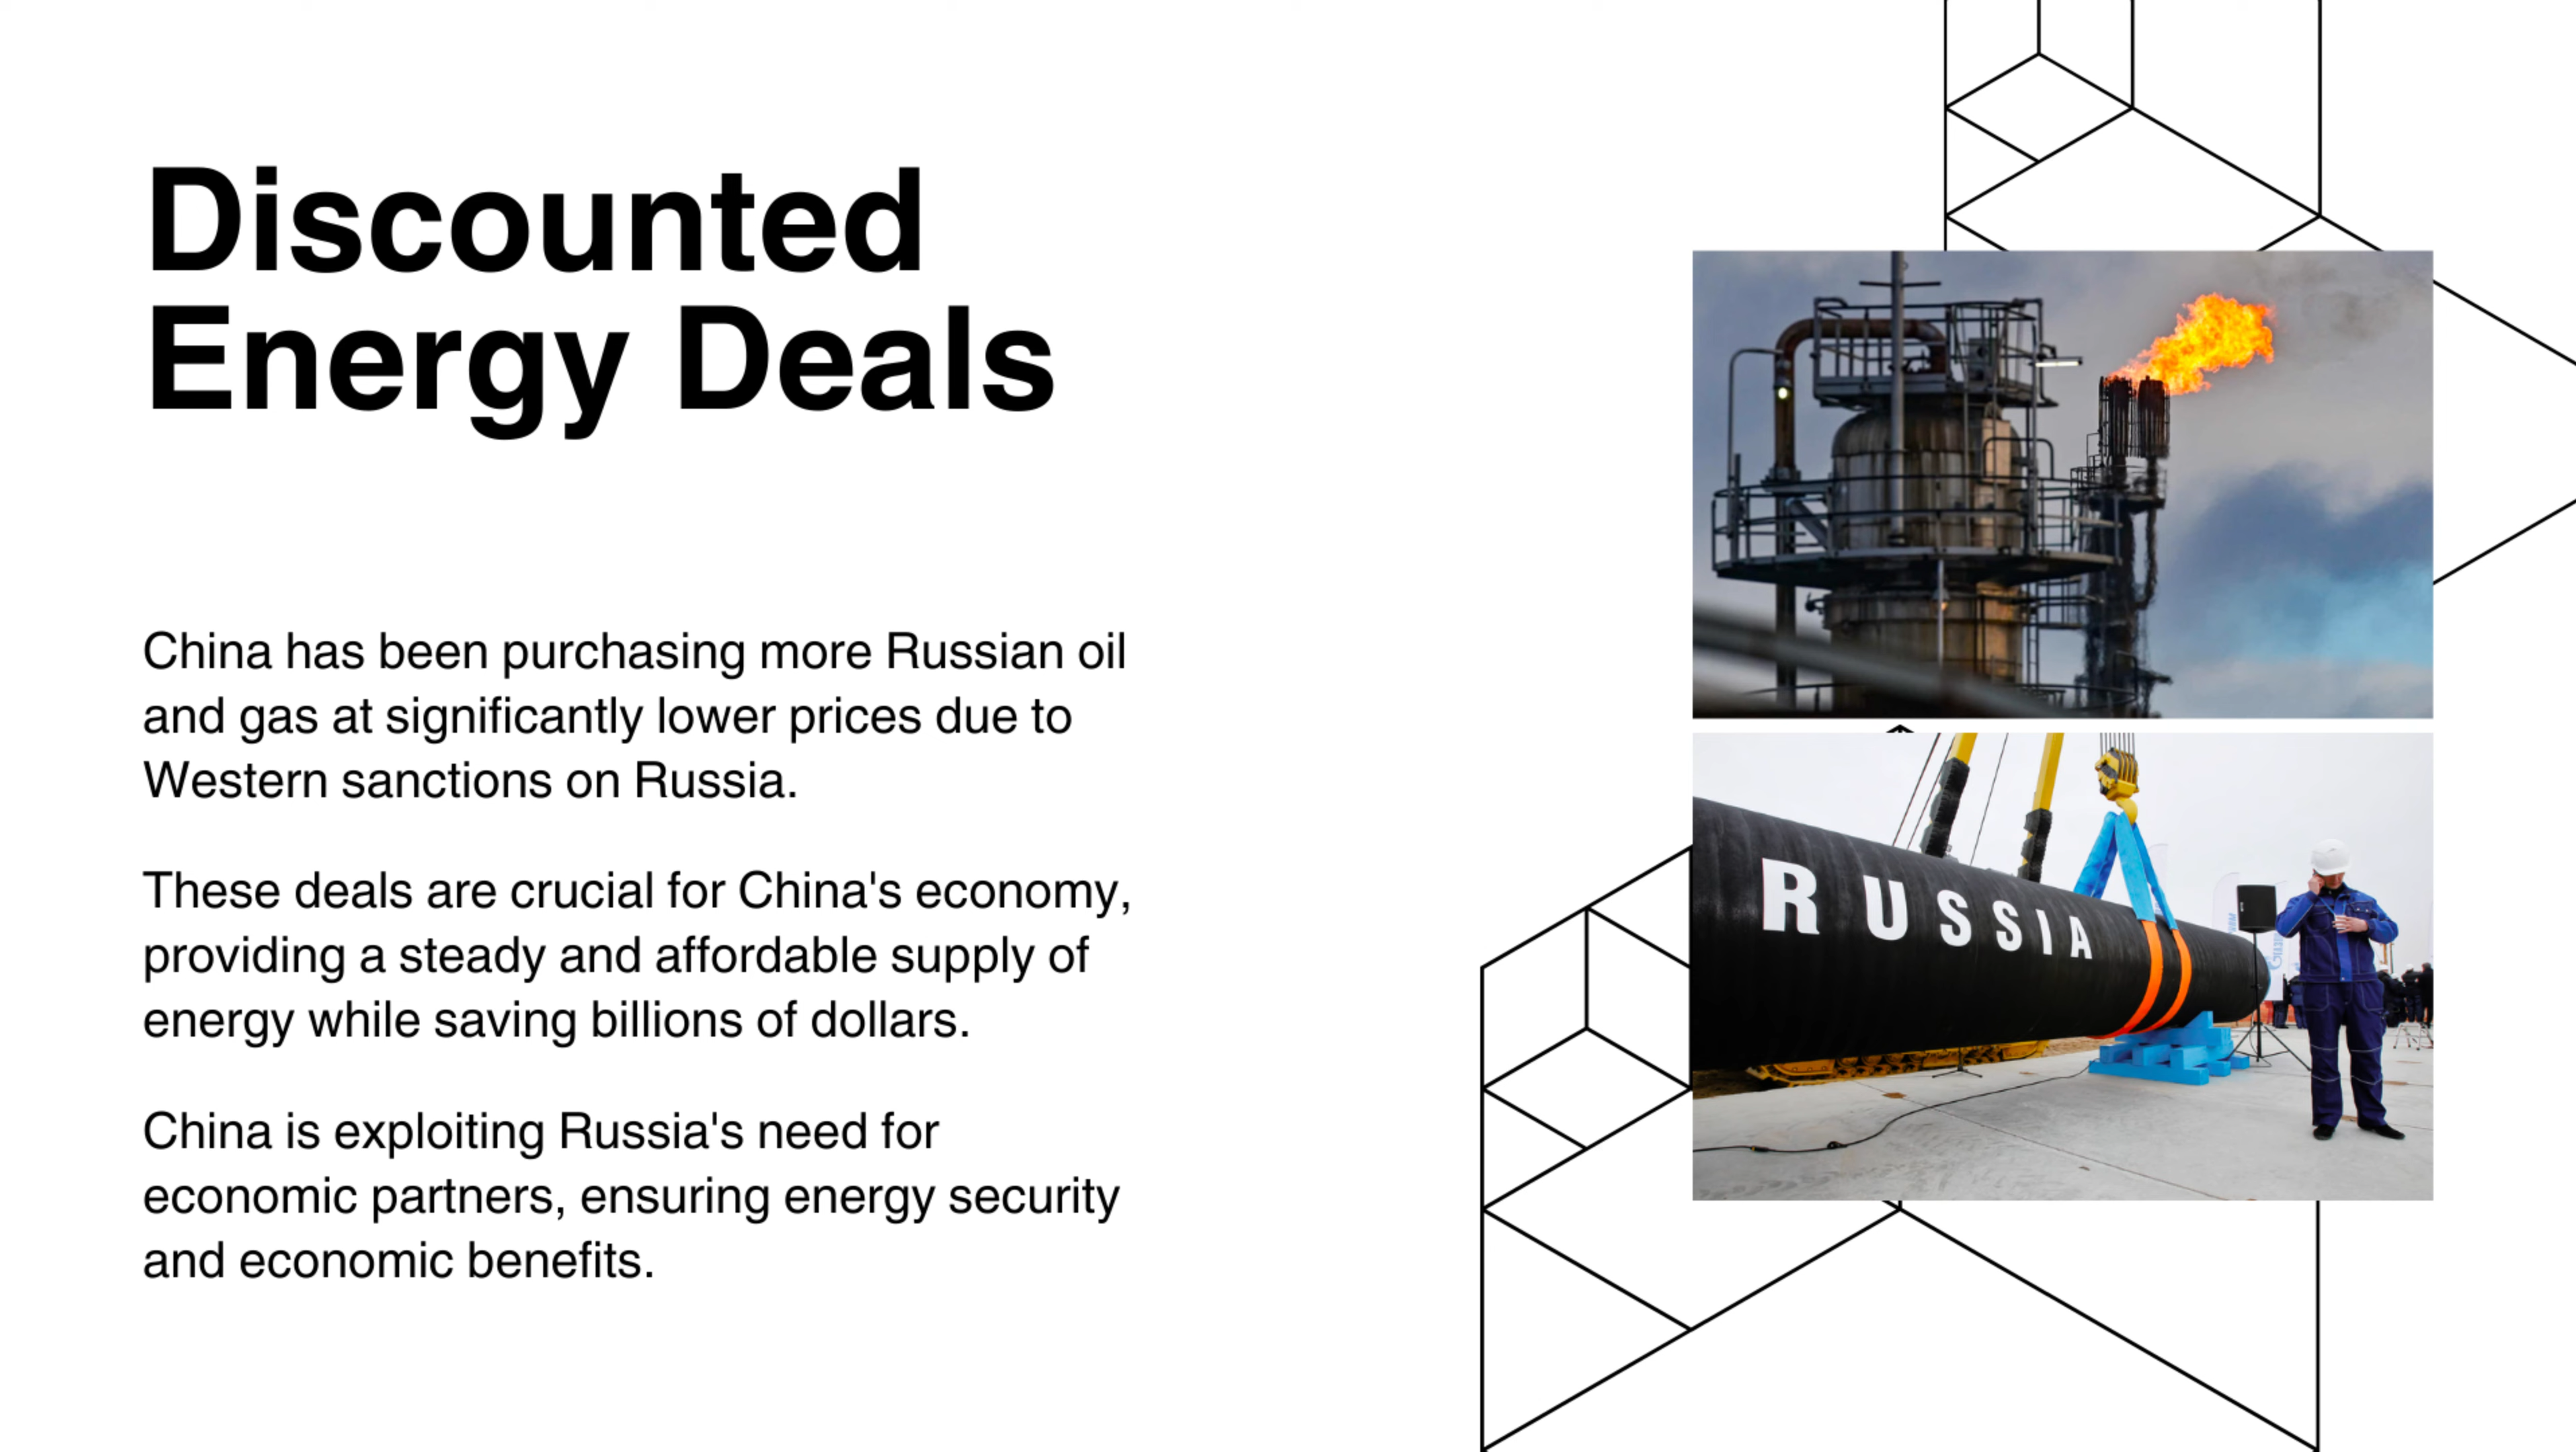 Discounted
Energy Deals
China has been purchasing more Russian oil
and gas at significantly lower prices due to
Western sanctions on Russia.
These deals are crucial for China's economy,
providing a steady and affordable supply of
energy while saving billions of dollars.
China is exploiting Russia's need for
economic partners, ensuring energy security
and economic benefits.
RUSSIA